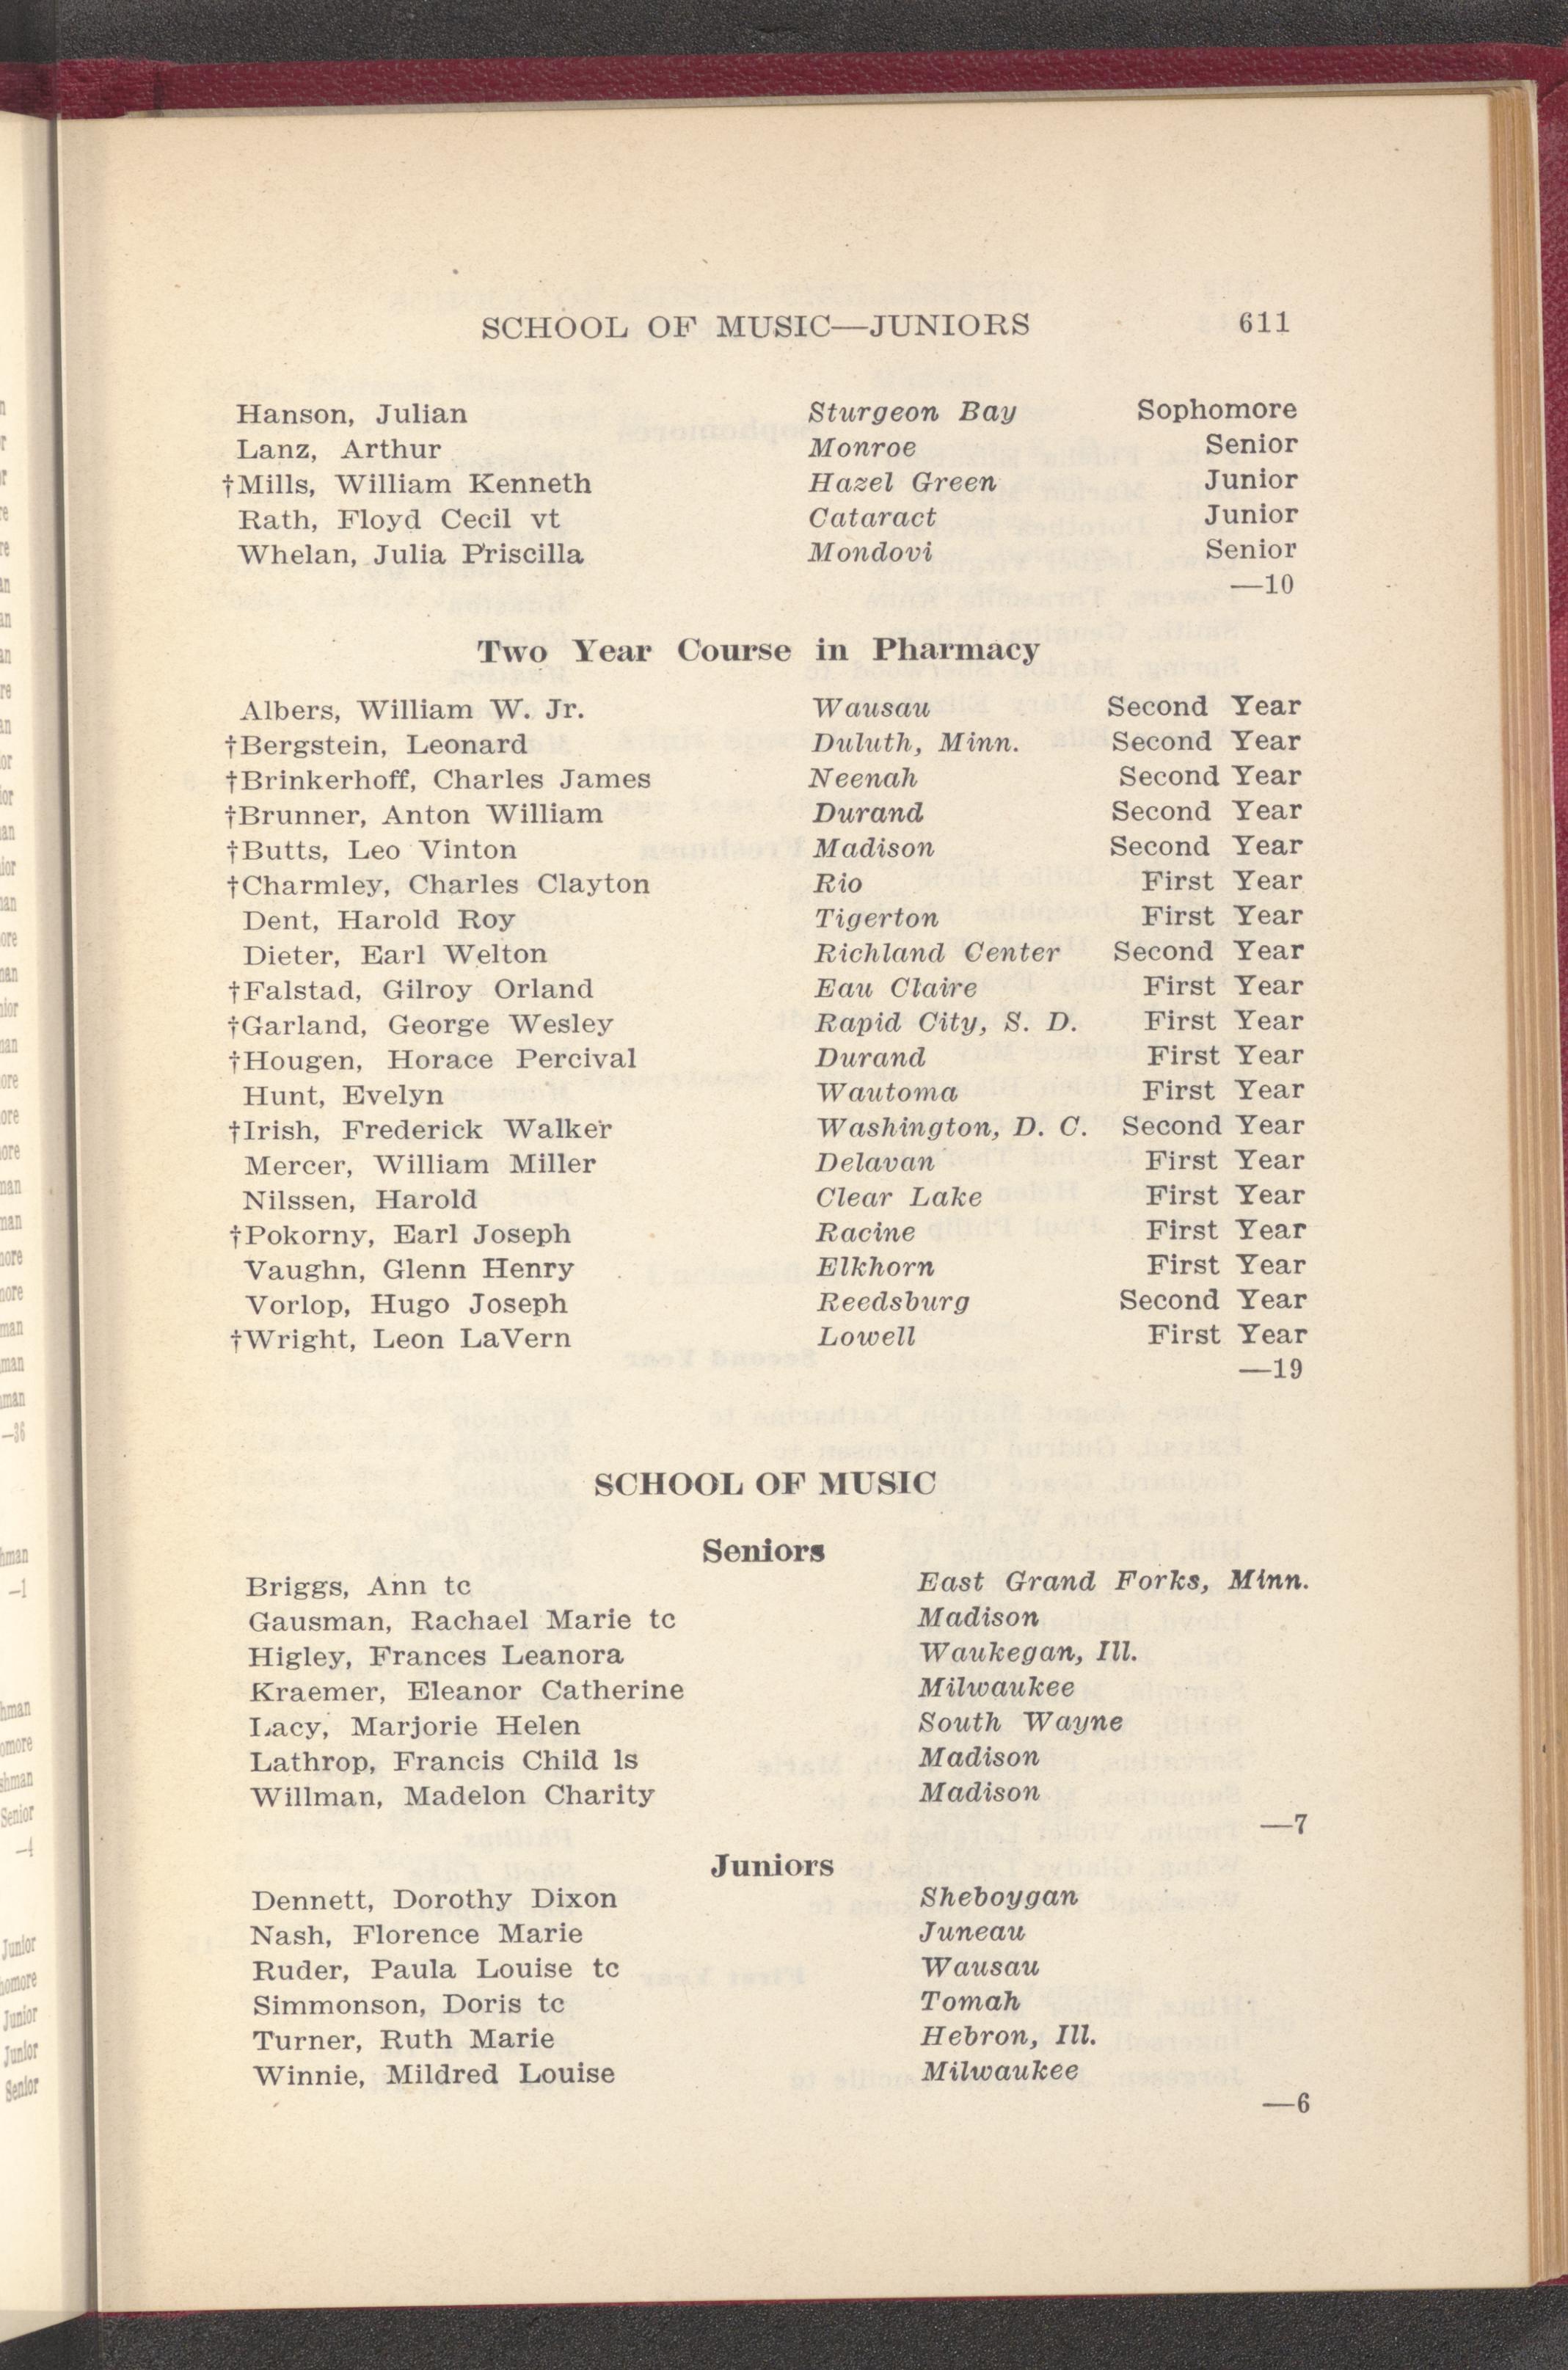 SCHOOL OF MUSIC—JUNIORS 611
Hanson, Julian Sturgeon Bay Sophomore
Lanz, Arthur Monroe Senior
†Mills, William Kenneth Hazel Green Junior
Rath, Floyd Cecil vt Cataract Junior
Whelan, Julia Priscilla Mondovi Senior
—10
Two Year Course in Pharmacy
Albers, William W. Jr. Wausau Second Year
†Bergstein, Leonard Duluth, Minn. Second Year
†Brinkerhoff, Charles James Neenah Second Year
†Brunner, Anton William Durand Second Year
†Butts, Leo Vinton Madison Second Year
†Charmley, Charles Clayton Rio First Year
Dent, Harold Roy Tigerton First Year
Dieter, Earl Welton Richland Center Second Year
†Falstad, Gilroy Orland Eau Claire First Year
†Garland, George Wesley Rapid City, S. D. First Year
†Hougen, Horace Percival Durand First Year
Hunt, Evelyn Wautoma First Year
†Irish, Frederick Walker Washington, D. C. Second Year
Mercer, William Miller Delavan First Year
Nilssen, Harold Clear Lake First Year
†Pokorny, Earl Joseph Racine First Year
Vaughn, Glenn Henry Elkhorn First Year
Vorlop, Hugo Joseph Reedsburg Second Year
†Wright, Leon LaVern Lowell First Year
—19
SCHOOL OF MUSIC
Seniors
Briggs, Ann tc East Grand Forks, Minn.
Gausman, Rachael Marie tc Madison
Higley, Frances Leanora Waukegan, Ill.
Kraemer, Eleanor Catherine Milwaukee
Lacy, Marjorie Helen South Wayne
Lathrop, Francis Child ls Madison
Willman, Madelon Charity Madison
—7
Juniors
Dennett, Dorothy Dixon Sheboygan
Nash, Florence Marie Juneau
Ruder, Paula Louise tc Wausau
Simmonson, Doris tc Tomah
Turner, Ruth Marie Hebron, Ill.
Winnie, Mildred Louise Milwaukee
—6